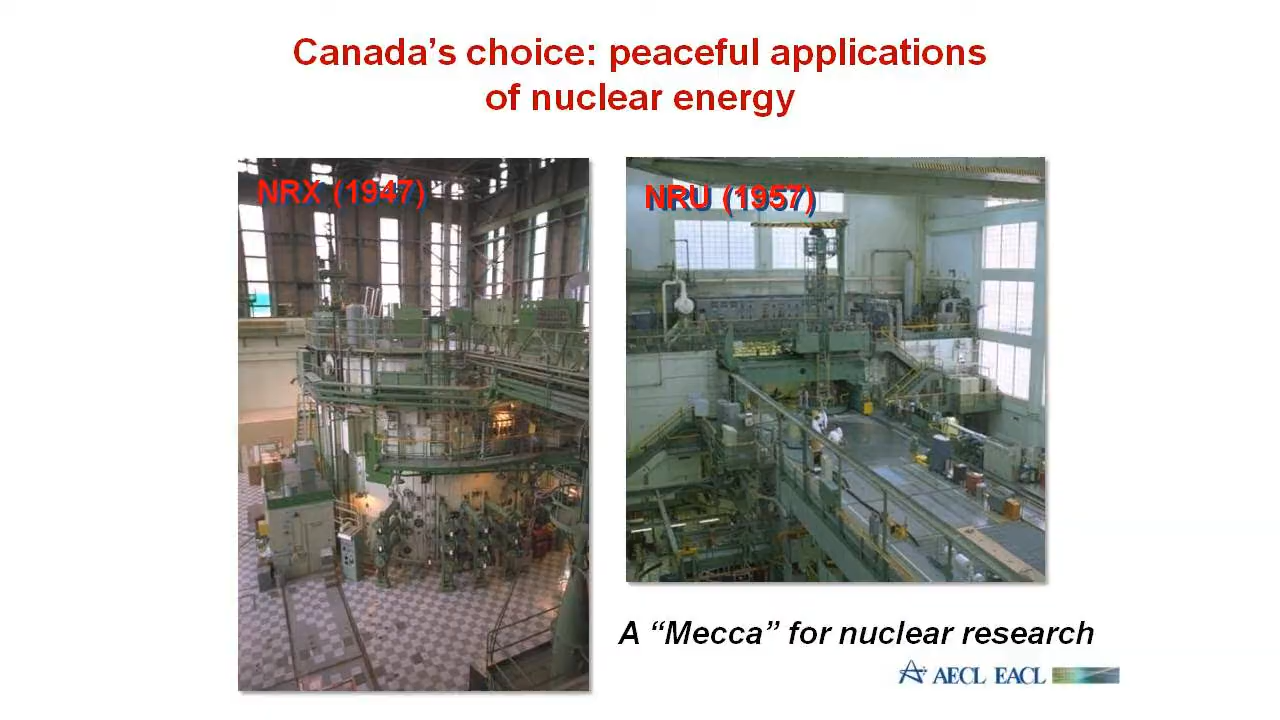 Canada’s choice: peaceful applications
of nuclear energy
NRX (1947)
NRU (1957)
A “Mecca” for nuclear research
AECL EACL